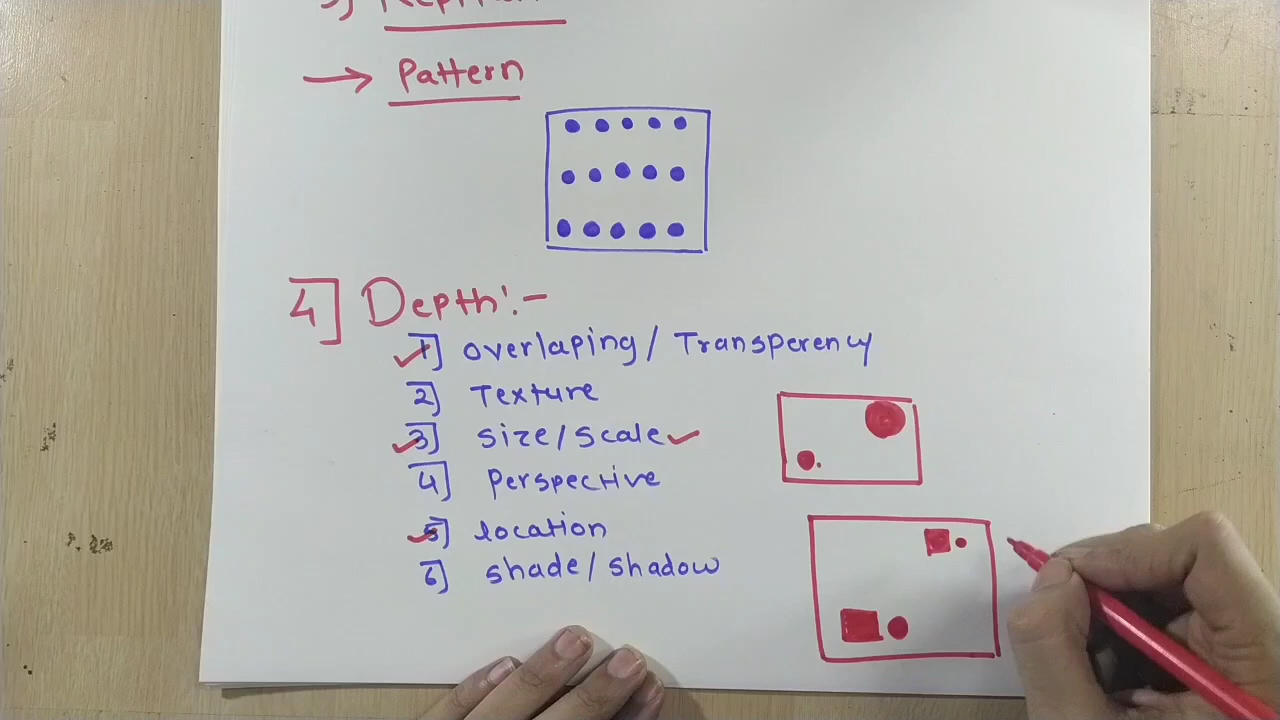 → Pattern
4] Depth:-
1] overlaping / Transperency
2] Texture
3] size/scale
4] perspective
5] location
6] shade/shadow